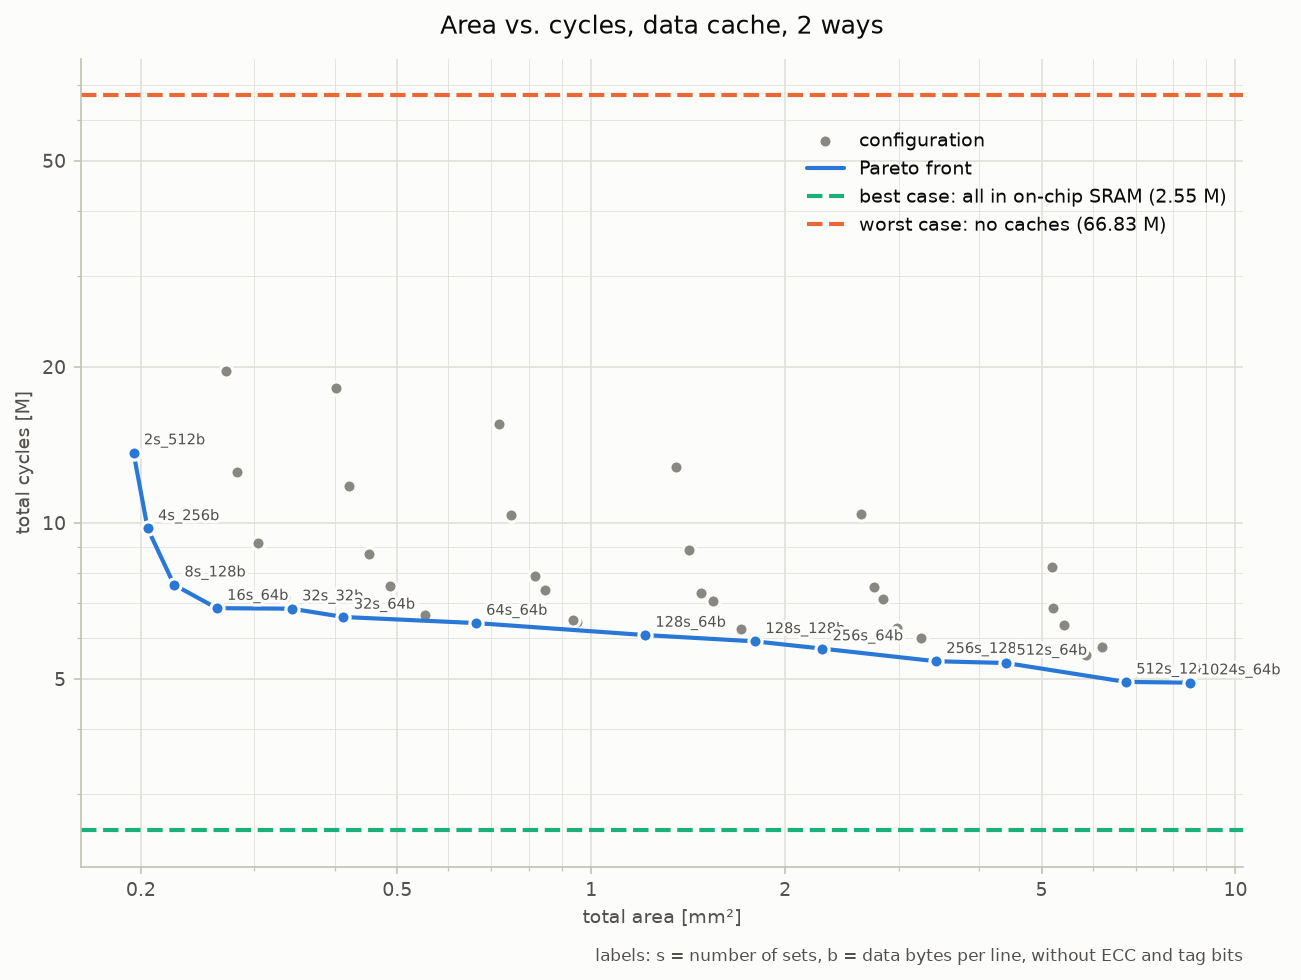 Area vs. cycles, data cache, 2 ways
configuration
Pareto front
best case: all in on-chip SRAM (2.55 M)
worst case: no caches (66.83 M)
total cycles [M]
50
20
10
5
2s_512b
4s_256b
8s_128b
16s_64b
32s_32b
32s_64b
64s_64b
128s_64b
128s_128b
256s_64b
256s_128
512s_64b
512s_12
1024s_64b
0.2
0.5
1
2
5
10
total area [mm²]
labels: s = number of sets, b = data bytes per line, without ECC and tag bits